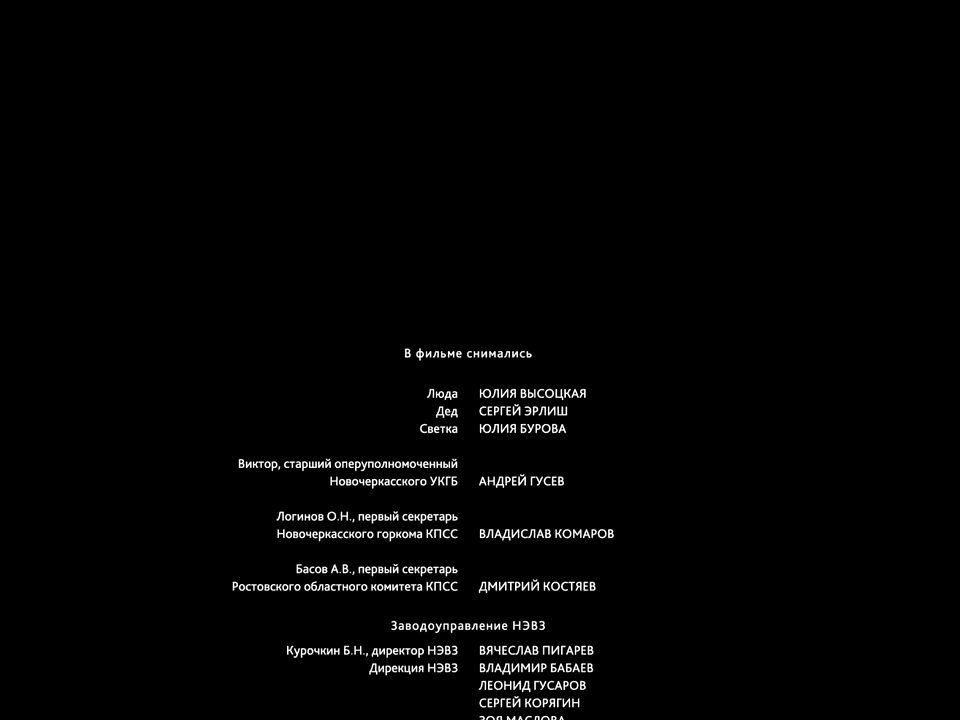 В фильме снимались
Люда ЮЛИЯ ВЫСОЦКАЯ
Дед СЕРГЕЙ ЭРЛИШ
Светка ЮЛИЯ БУРОВА
Виктор, старший оперуполномоченный
Новочеркасского УКГБ АНДРЕЙ ГУСЕВ
Логинов О.Н., первый секретарь
Новочеркасского горкома КПСС ВЛАДИСЛАВ КОМАРОВ
Басов А.В., первый секретарь
Ростовского областного комитета КПСС ДМИТРИЙ КОСТЯЕВ
Заводоуправление НЭВЗ
Курочкин Б.Н., директор НЭВЗ ВЯЧЕСЛАВ ПИГАРЕВ
Дирекция НЭВЗ ВЛАДИМИР БАБАЕВ
ЛЕОНИД ГУСАРОВ
СЕРГЕЙ КОРЯГИН
ЗОЯ МАСЛОВА